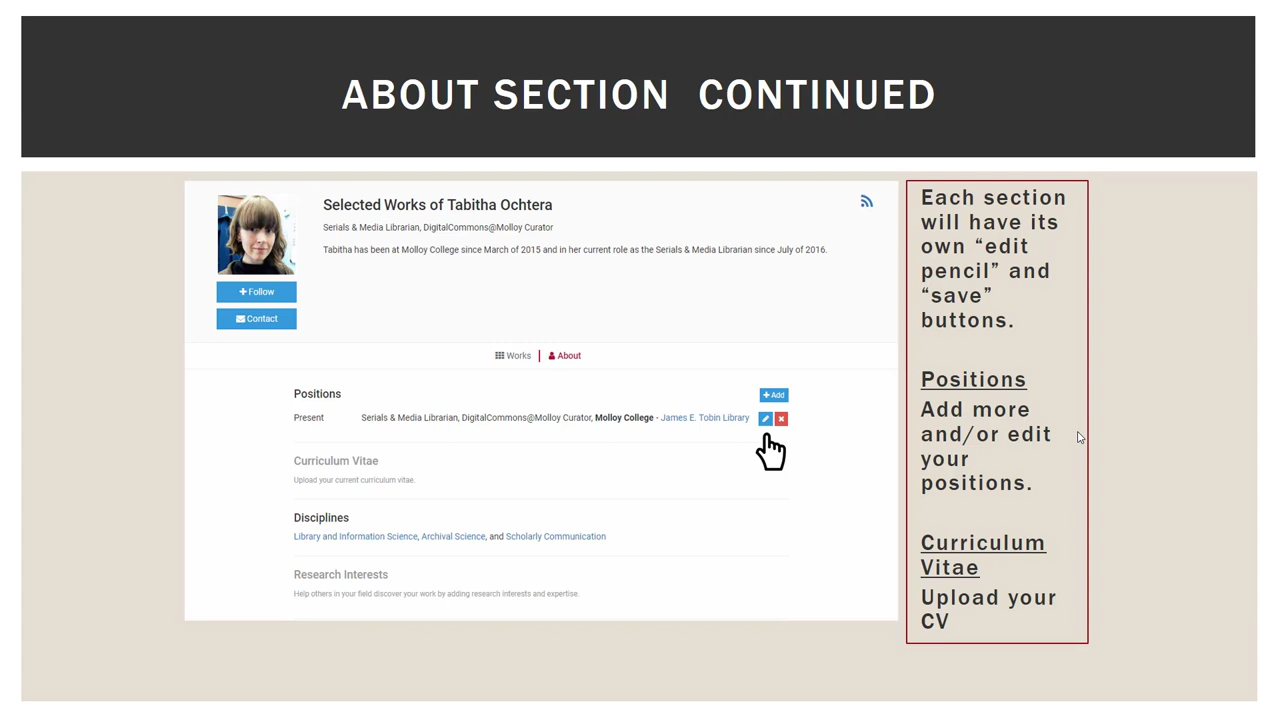 ABOUT SECTION CONTINUED
Selected Works of Tabitha Ochtera
Serials & Media Librarian, DigitalCommons@Molloy Curator
Tabitha has been at Molloy College since March of 2015 and in her current role as the Serials & Media Librarian since July of 2016.
Follow
Contact
Works
About
Positions
Add
Present Serials & Media Librarian, DigitalCommons@Molloy Curator, Molloy College - James E. Tobin Library
Curriculum Vitae
Upload your current curriculum vitae.
Disciplines
Library and Information Science, Archival Science, and Scholarly Communication
Research Interests
Help others in your field discover your work by adding research interests and expertise.
Each section
will have its
own “edit
pencil” and
“save”
buttons.
Positions
Add more
and/or edit
your
positions.
Curriculum
Vitae
Upload your
CV